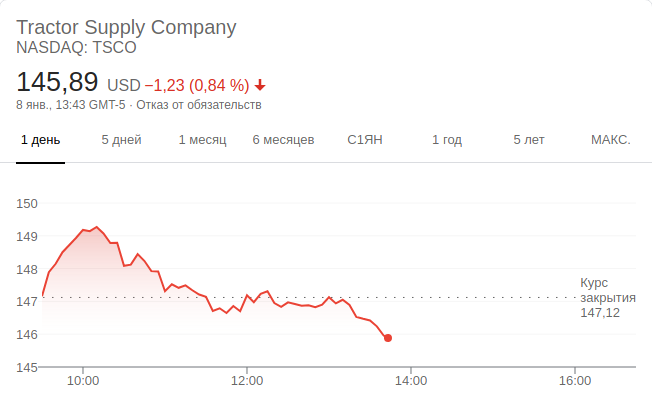 Tractor Supply Company
NASDAQ: TSCO
145,89 USD −1,23 (0,84 %)
8 янв., 13:43 GMT-5 · Отказ от обязательств
1 день 5 дней 1 месяц 6 месяцев С1ЯН 1 год 5 лет МАКС.
150
149
148
147
146
145
Курс
закрытия
147,12
10:00 12:00 14:00 16:00